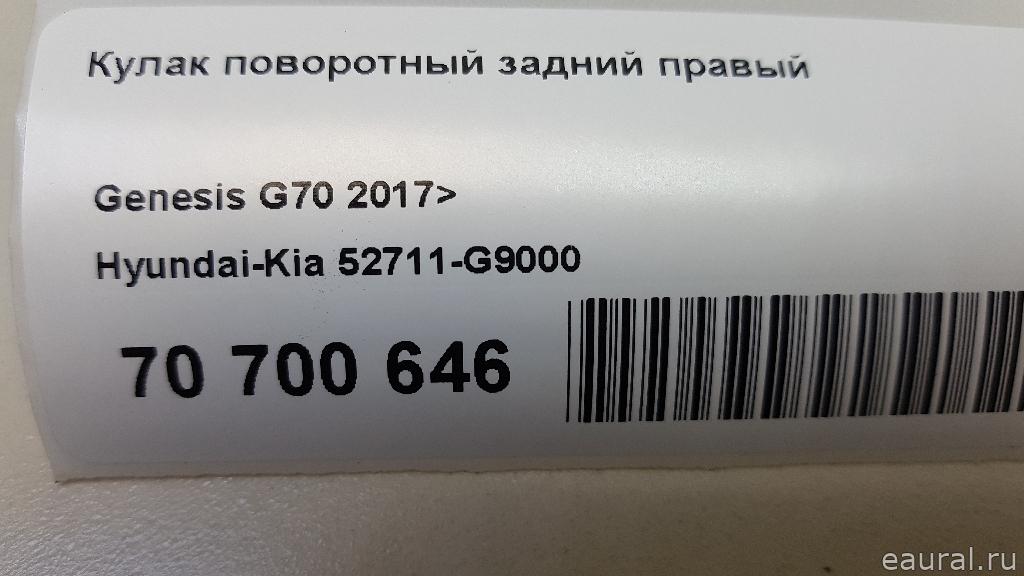 Кулак поворотный задний правый
Genesis G70 2017>
Hyundai-Kia 52711-G9000
70 700 646
eaural.ru